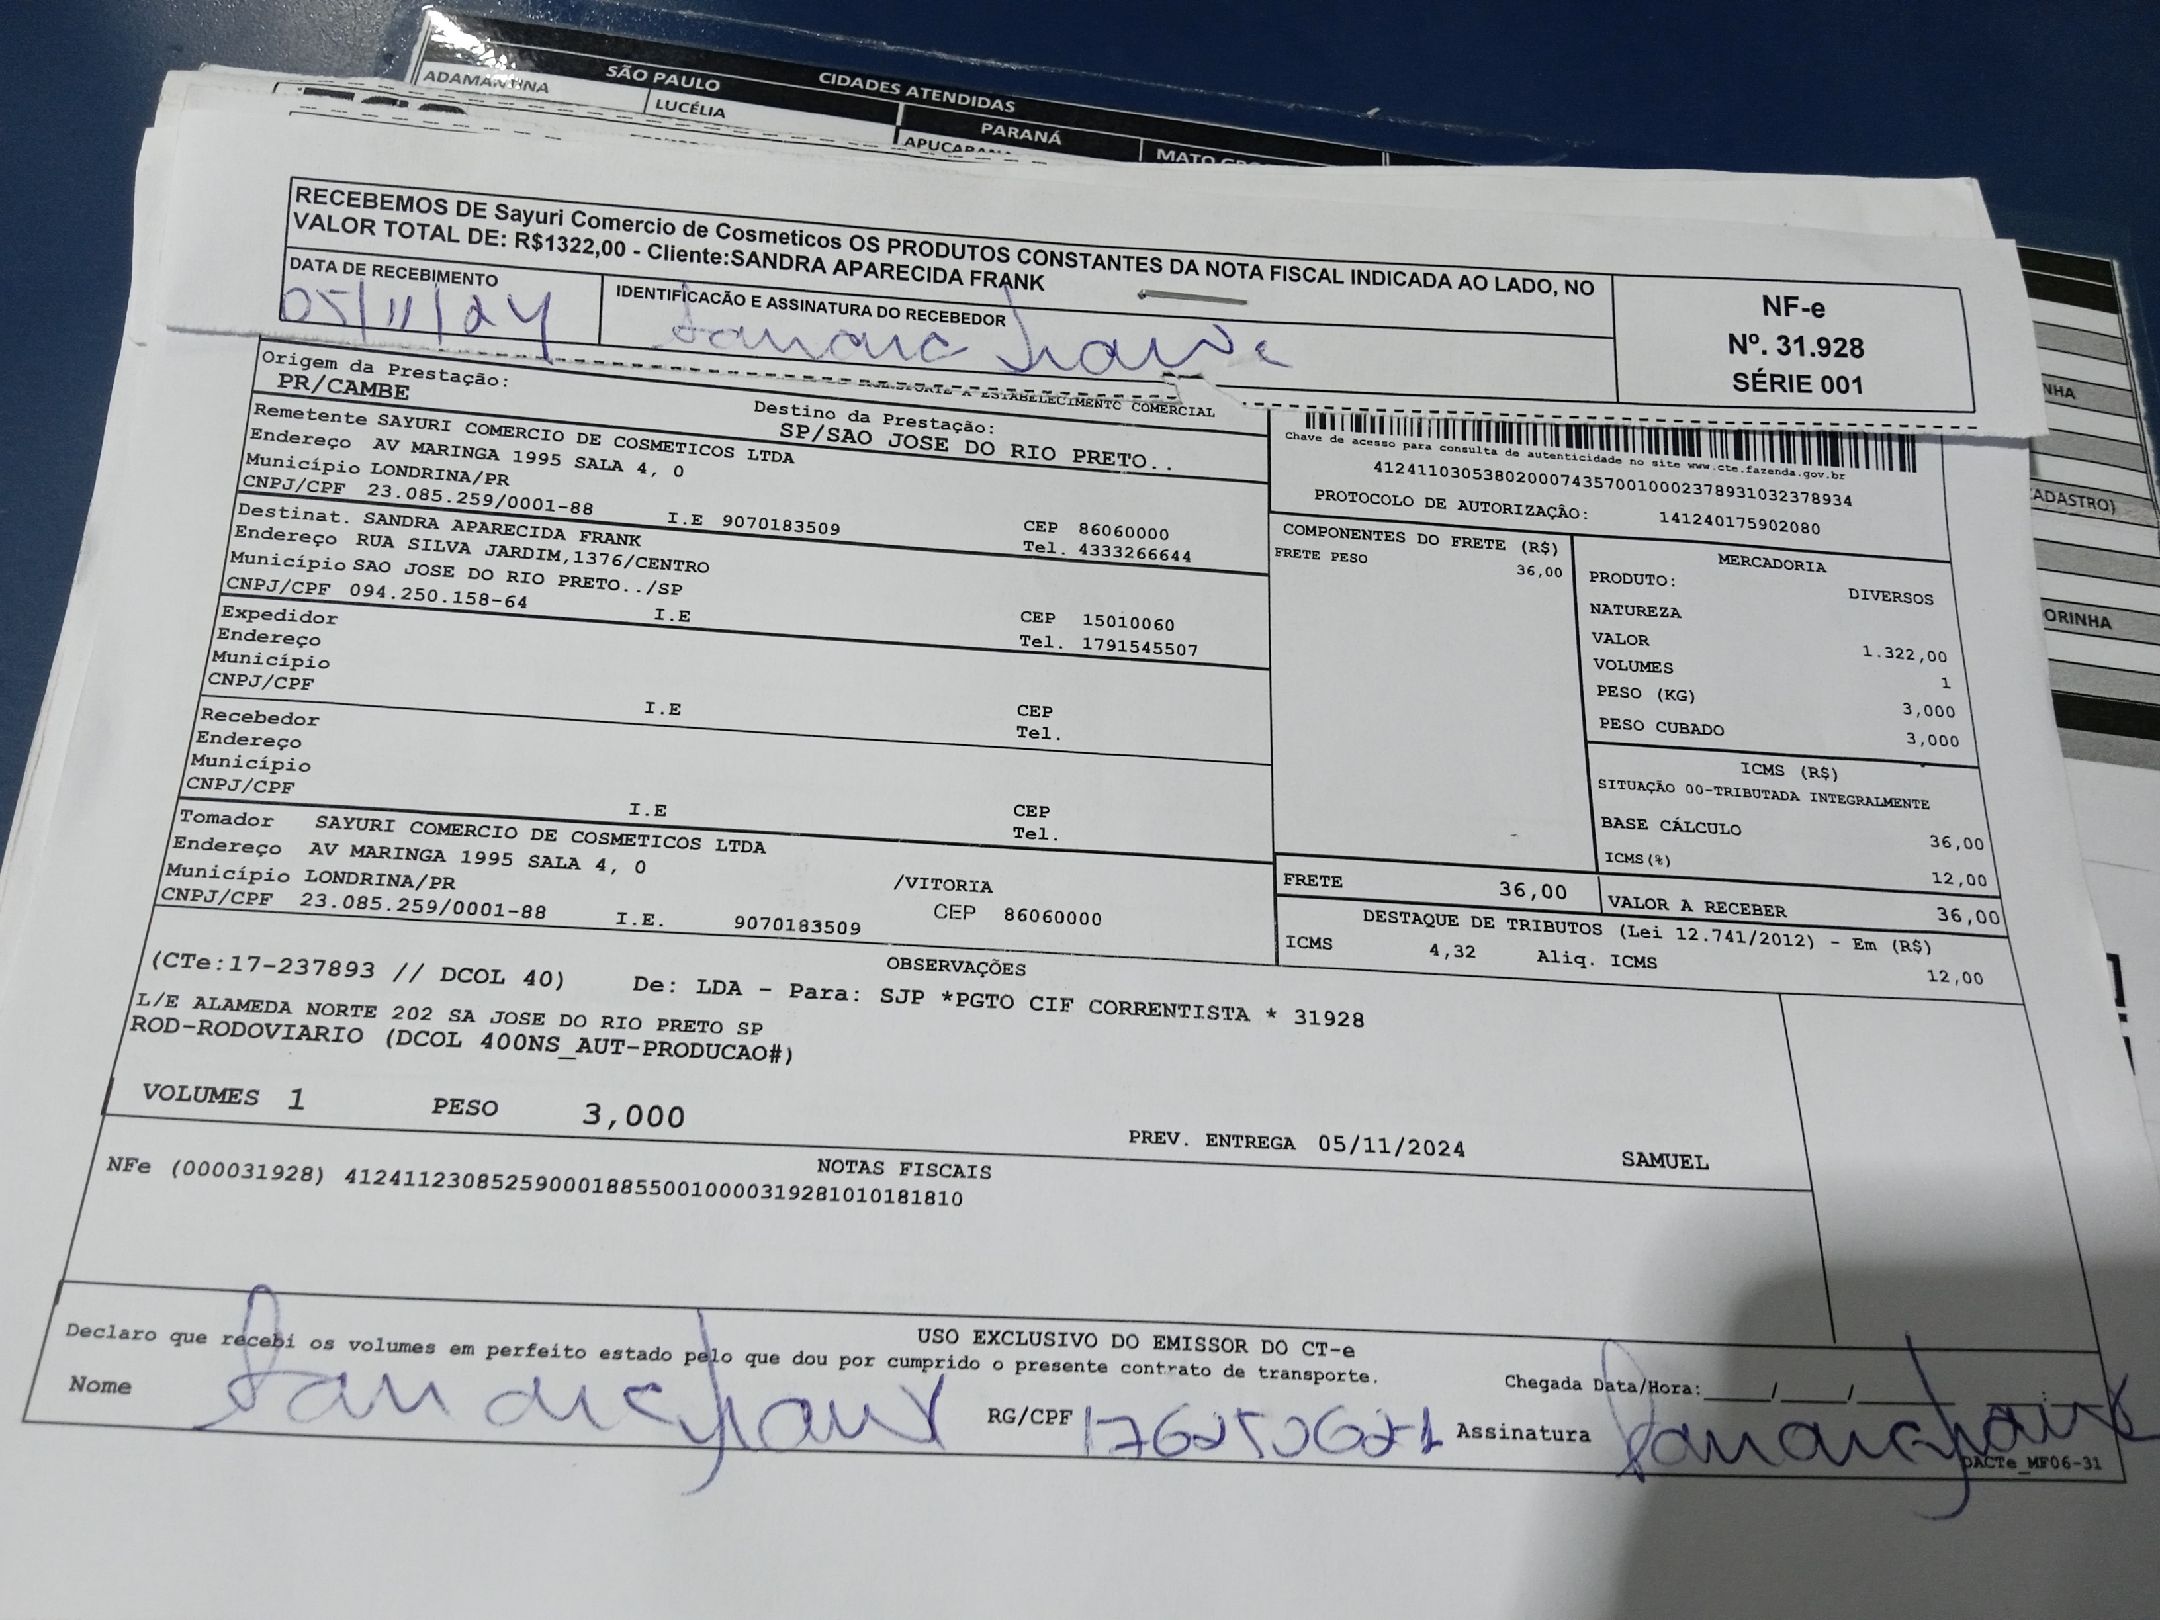 SÃO PAULO CIDADES ATENDIDAS
ADAMANTINA LUCÉLIA PARANÁ
RECEBEMOS DE Sayuri Comercio de Cosmeticos OS PRODUTOS CONSTANTES DA NOTA FISCAL INDICADA AO LADO, NO
VALOR TOTAL DE: R$1322,00 - Cliente:SANDRA APARECIDA FRANK
DATA DE RECEBIMENTO
05/11/24
IDENTIFICACÃO E ASSINATURA DO RECEBEDOR
NF-e
Nº. 31.928
SÉRIE 001
Origem da Prestação:
PR/CAMBE
A ESTABELECIMENTO COMERCIAL
Destino da Prestação:
SP/SAO JOSE DO RIO PRETO..
Remetente SAYURI COMERCIO DE COSMETICOS LTDA
Endereço AV MARINGA 1995 SALA 4, 0
Município LONDRINA/PR CEP 86060000
CNPJ/CPF 23.085.259/0001-88 I.E 9070183509 Tel. 4333266644
Destinat. SANDRA APARECIDA FRANK
Endereço RUA SILVA JARDIM,1376/CENTRO
Município SAO JOSE DO RIO PRETO../SP CEP 15010060
CNPJ/CPF 094.250.158-64 I.E Tel. 1791545507
Expedidor
Endereço
Município CEP
CNPJ/CPF I.E Tel.
Recebedor
Endereço
Município CEP
CNPJ/CPF I.E Tel.
Tomador SAYURI COMERCIO DE COSMETICOS LTDA
Endereço AV MARINGA 1995 SALA 4, 0 /VITORIA
Município LONDRINA/PR CEP 86060000
CNPJ/CPF 23.085.259/0001-88 I.E. 9070183509
Chave de acesso para consulta de autenticidade no site www.cte.fazenda.gov.br
41241103053802000743570010002378931032378934
PROTOCOLO DE AUTORIZAÇÃO: 141240175902080
COMPONENTES DO FRETE (R$)
FRETE PESO 36,00
MERCADORIA
PRODUTO: DIVERSOS
NATUREZA
VALOR 1.322,00
VOLUMES 1
PESO (KG) 3,000
PESO CUBADO 3,000
ICMS (R$)
SITUAÇÃO 00-TRIBUTADA INTEGRALMENTE
BASE CÁLCULO 36,00
ICMS(%) 12,00
FRETE 36,00 VALOR A RECEBER 36,00
DESTAQUE DE TRIBUTOS (Lei 12.741/2012) - Em (R$)
ICMS 4,32 Aliq. ICMS 12,00
OBSERVAÇÕES
(CTe:17-237893 // DCOL 40) De: LDA - Para: SJP *PGTO CIF CORRENTISTA * 31928
L/E ALAMEDA NORTE 202 SA JOSE DO RIO PRETO SP
ROD-RODOVIARIO (DCOL 400NS_AUT-PRODUCAO#)
VOLUMES 1 PESO 3,000 PREV. ENTREGA 05/11/2024 SAMUEL
NOTAS FISCAIS
NFe (000031928) 41241123085259000188550010000319281010181810
USO EXCLUSIVO DO EMISSOR DO CT-e
Declaro que recebi os volumes em perfeito estado pelo que dou por cumprido o presente contrato de transporte.
Chegada Data/Hora:_____/____/
Nome RG/CPF Assinatura
DACTe_MF06-31